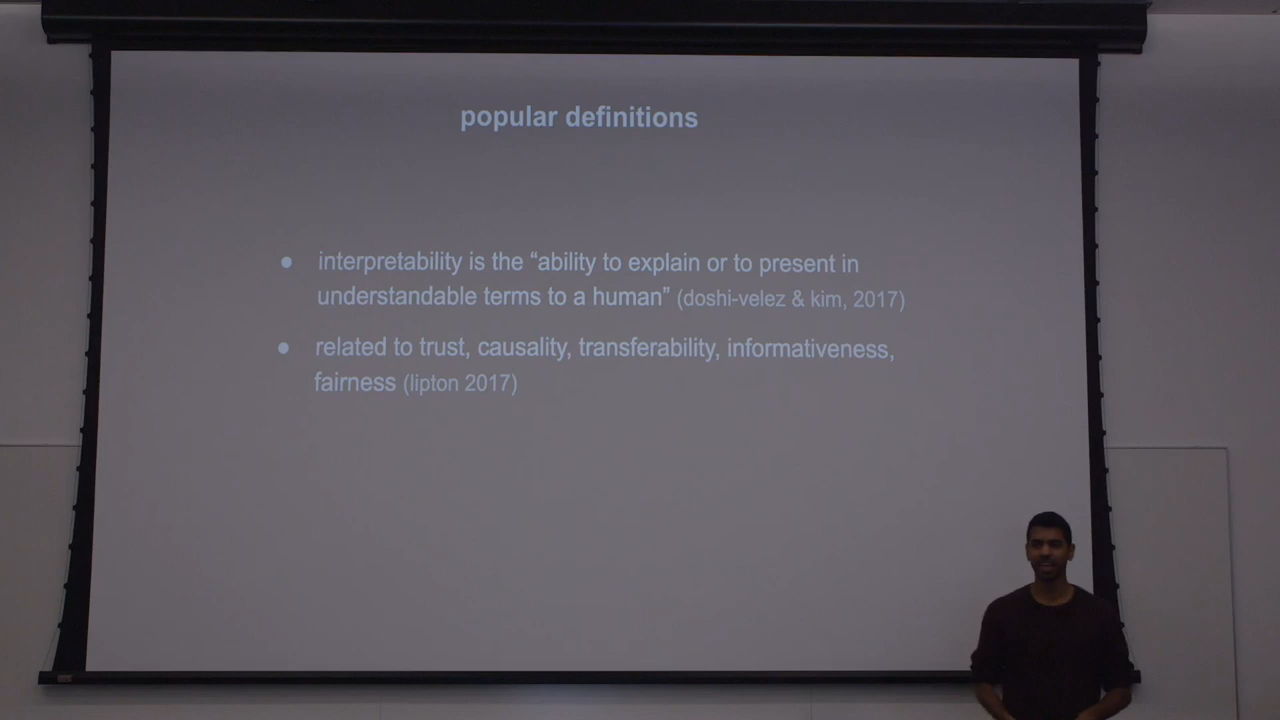 popular definitions
● interpretability is the “ability to explain or to present in
understandable terms to a human” (doshi-velez & kim, 2017)
● related to trust, causality, transferability, informativeness,
fairness (lipton 2017)